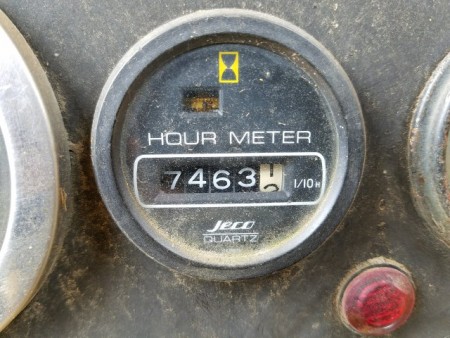 HOUR METER
7463 1/10H
Jeco
QUARTZ